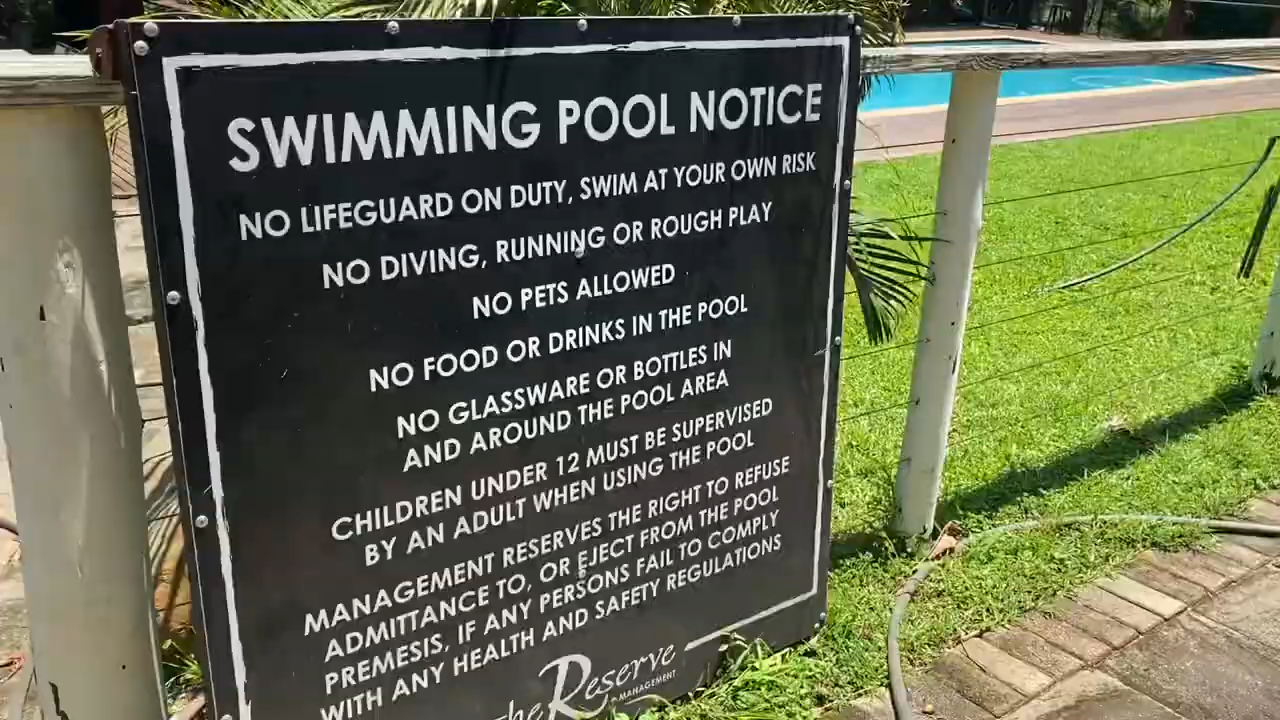 SWIMMING POOL NOTICE
NO LIFEGUARD ON DUTY, SWIM AT YOUR OWN RISK
NO DIVING, RUNNING OR ROUGH PLAY
NO PETS ALLOWED
NO FOOD OR DRINKS IN THE POOL
NO GLASSWARE OR BOTTLES IN
AND AROUND THE POOL AREA
CHILDREN UNDER 12 MUST BE SUPERVISED
BY AN ADULT WHEN USING THE POOL
MANAGEMENT RESERVES THE RIGHT TO REFUSE
ADMITTANCE TO, OR EJECT FROM THE POOL
PREMESIS, IF ANY PERSONS FAIL TO COMPLY
WITH ANY HEALTH AND SAFETY REGULATIONS
The Reserve
MANAGEMENT